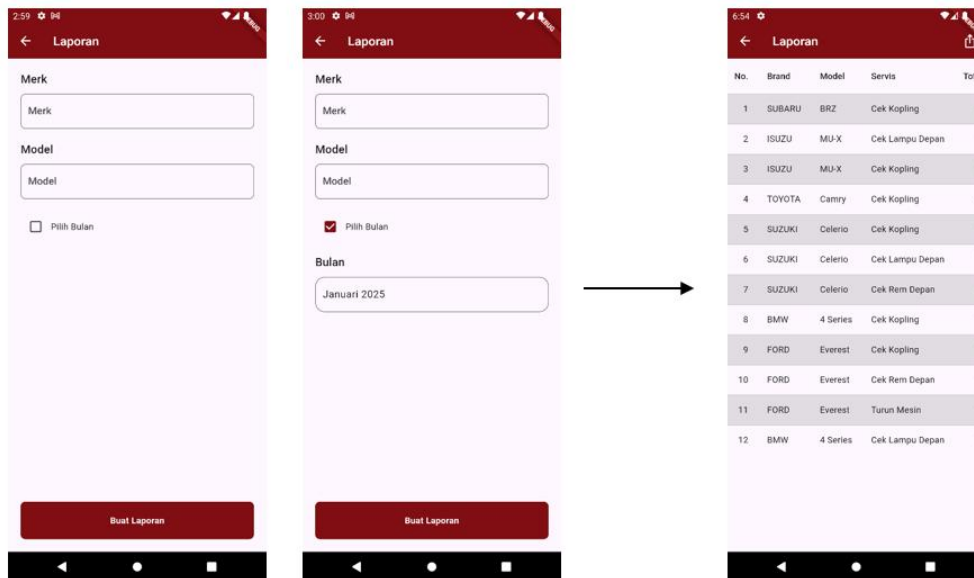 2:59
Laporan
Merk
Merk
Model
Model
Pilih Bulan
Buat Laporan
3:00
Laporan
Merk
Merk
Model
Model
Pilih Bulan
Bulan
Januari 2025
Buat Laporan
6:54
Laporan
No. Brand Model Servis Tot
1 SUBARU BRZ Cek Kopling
2 ISUZU MU-X Cek Lampu Depan
3 ISUZU MU-X Cek Kopling
4 TOYOTA Camry Cek Kopling
5 SUZUKI Celerio Cek Kopling
6 SUZUKI Celerio Cek Lampu Depan
7 SUZUKI Celerio Cek Rem Depan
8 BMW 4 Series Cek Kopling
9 FORD Everest Cek Kopling
10 FORD Everest Cek Rem Depan
11 FORD Everest Turun Mesin
12 BMW 4 Series Cek Lampu Depan